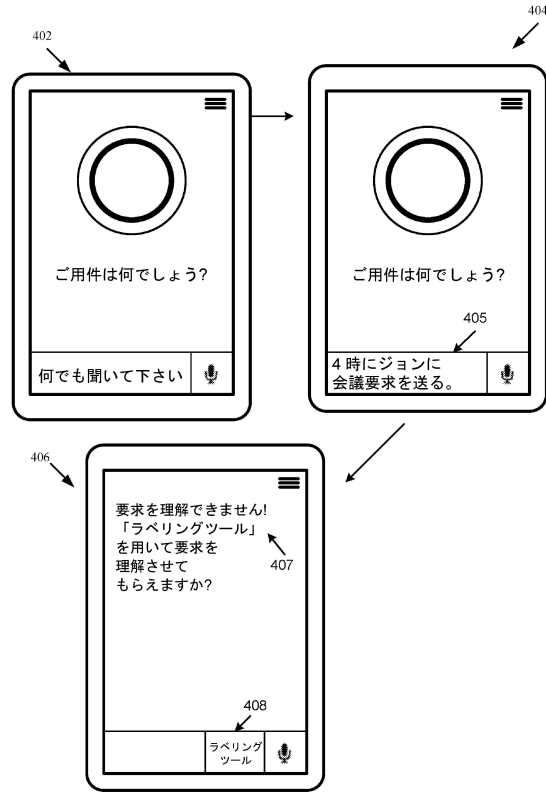 402
404
ご用件は何でしょう?
何でも聞いて下さい
ご用件は何でしょう?
405
4時にジョンに
会議要求を送る。
406
要求を理解できません!
「ラベリングツール」
を用いて要求を
理解させて
もらえますか?
407
408
ラベリング
ツール